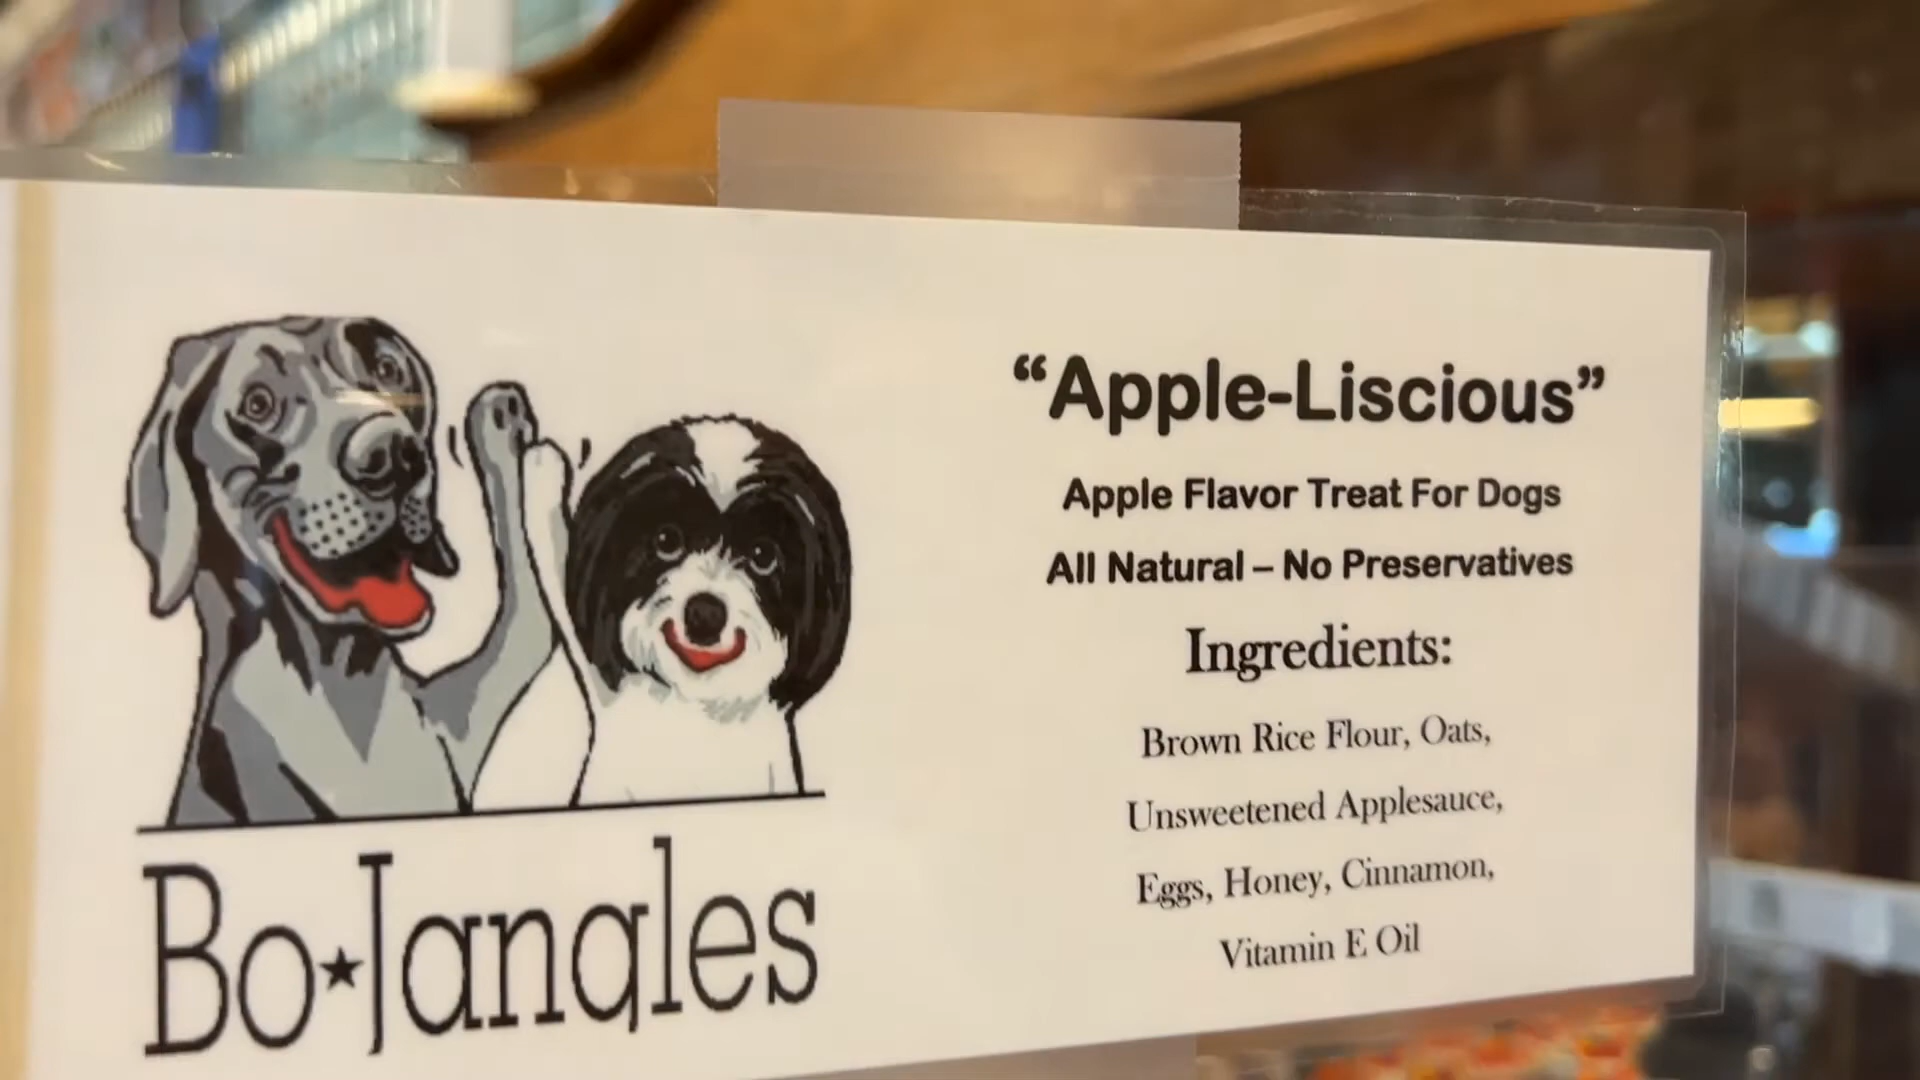 “Apple-Liscious”
Apple Flavor Treat For Dogs
All Natural – No Preservatives
Ingredients:
Brown Rice Flour, Oats,
Unsweetened Applesauce,
Eggs, Honey, Cinnamon,
Vitamin E Oil
Bo★Jangles